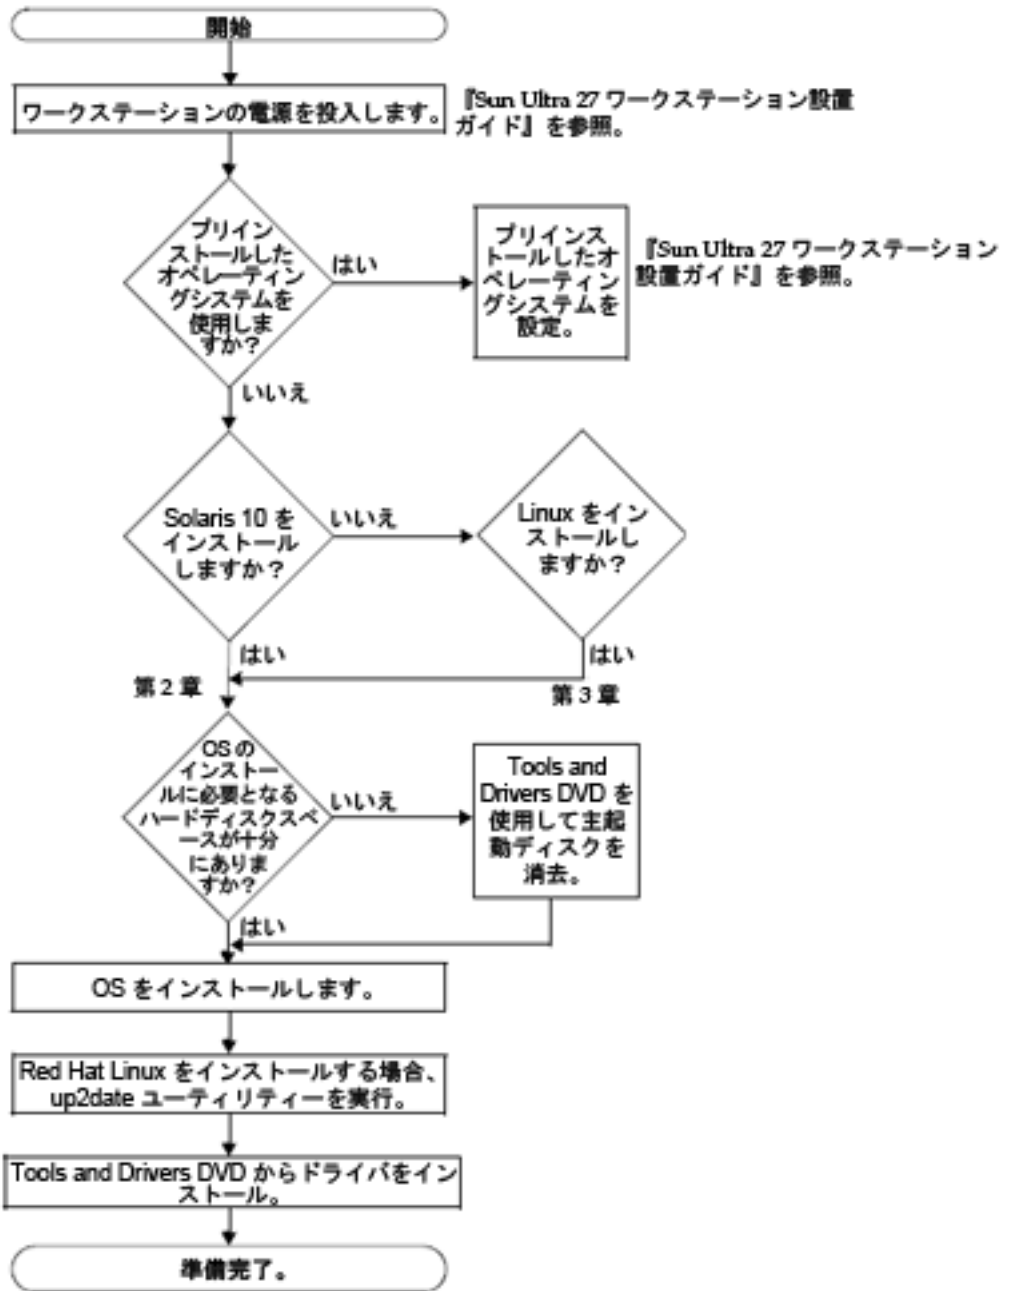 開始
ワークステーションの電源を投入します。
『Sun Ultra 27 ワークステーション設置
ガイド』を参照。
プリイン
ストールした
オペレーティン
グシステムを
使用しま
すか？
はい
プリインス
トールしたオ
ペレーティン
グシステムを
設定。
『Sun Ultra 27 ワークステーション
設置ガイド』を参照。
いいえ
Solaris 10 を
インストール
しますか？
いいえ
Linux をイン
ストールし
ますか？
はい
はい
第 2 章
第 3 章
OS の
インストー
ルに必要となる
ハードディスクスペ
ースが十分
にありま
すか？
いいえ
Tools and
Drivers DVD を
使用して主起
動ディスクを
消去。
はい
OS をインストールします。
Red Hat Linux をインストールする場合、
up2date ユーティリティーを実行。
Tools and Drivers DVD からドライバをイン
ストール。
準備完了。